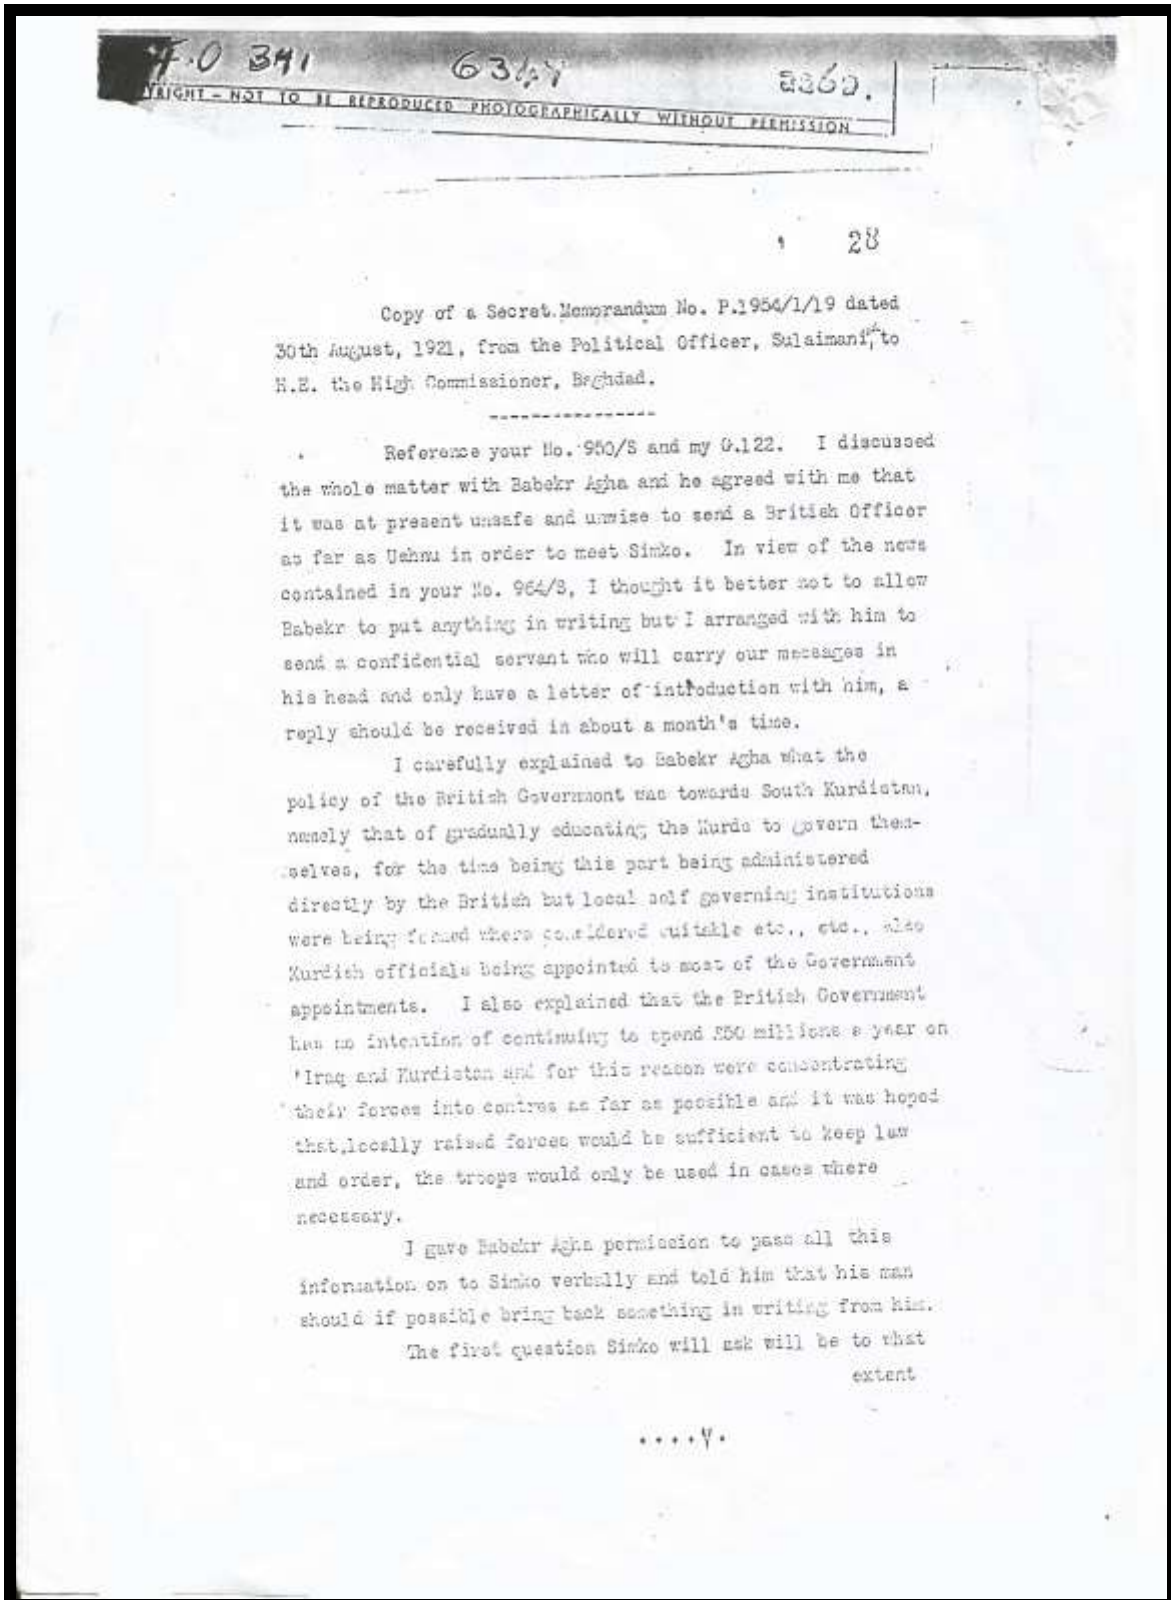 F.O 371 6347
COPYRIGHT – NOT TO BE REPRODUCED PHOTOGRAPHICALLY WITHOUT PERMISSION
28
Copy of a Secret Memorandum No. P.1954/1/19 dated
30th August, 1921, from the Political Officer, Sulaimani, to
H.E. the High Commissioner, Baghdad.
----------------
Reference your No. 950/S and my G.122. I discussed
the whole matter with Babekr Agha and he agreed with me that
it was at present unsafe and unwise to send a British Officer
as far as Ushnu in order to meet Simko. In view of the news
contained in your No. 964/S, I thought it better not to allow
Babekr to put anything in writing but I arranged with him to
send a confidential servant who will carry our messages in
his head and only have a letter of introduction with him, a
reply should be received in about a month's time.
I carefully explained to Babekr Agha what the
policy of the British Government was towards South Kurdistan,
namely that of gradually educating the Kurds to govern them-
selves, for the time being this part being administered
directly by the British but local self governing institutions
were being formed where considered suitable etc., etc., also
Kurdish officials being appointed to most of the Government
appointments. I also explained that the British Government
has no intention of continuing to spend £50 millions a year on
'Iraq and Kurdistan and for this reason were concentrating
their forces into centres as far as possible and it was hoped
that locally raised forces would be sufficient to keep law
and order, the troops would only be used in cases where
necessary.
I gave Babekr Agha permission to pass all this
information on to Simko verbally and told him that his man
should if possible bring back something in writing from him.
The first question Simko will ask will be to what
extent